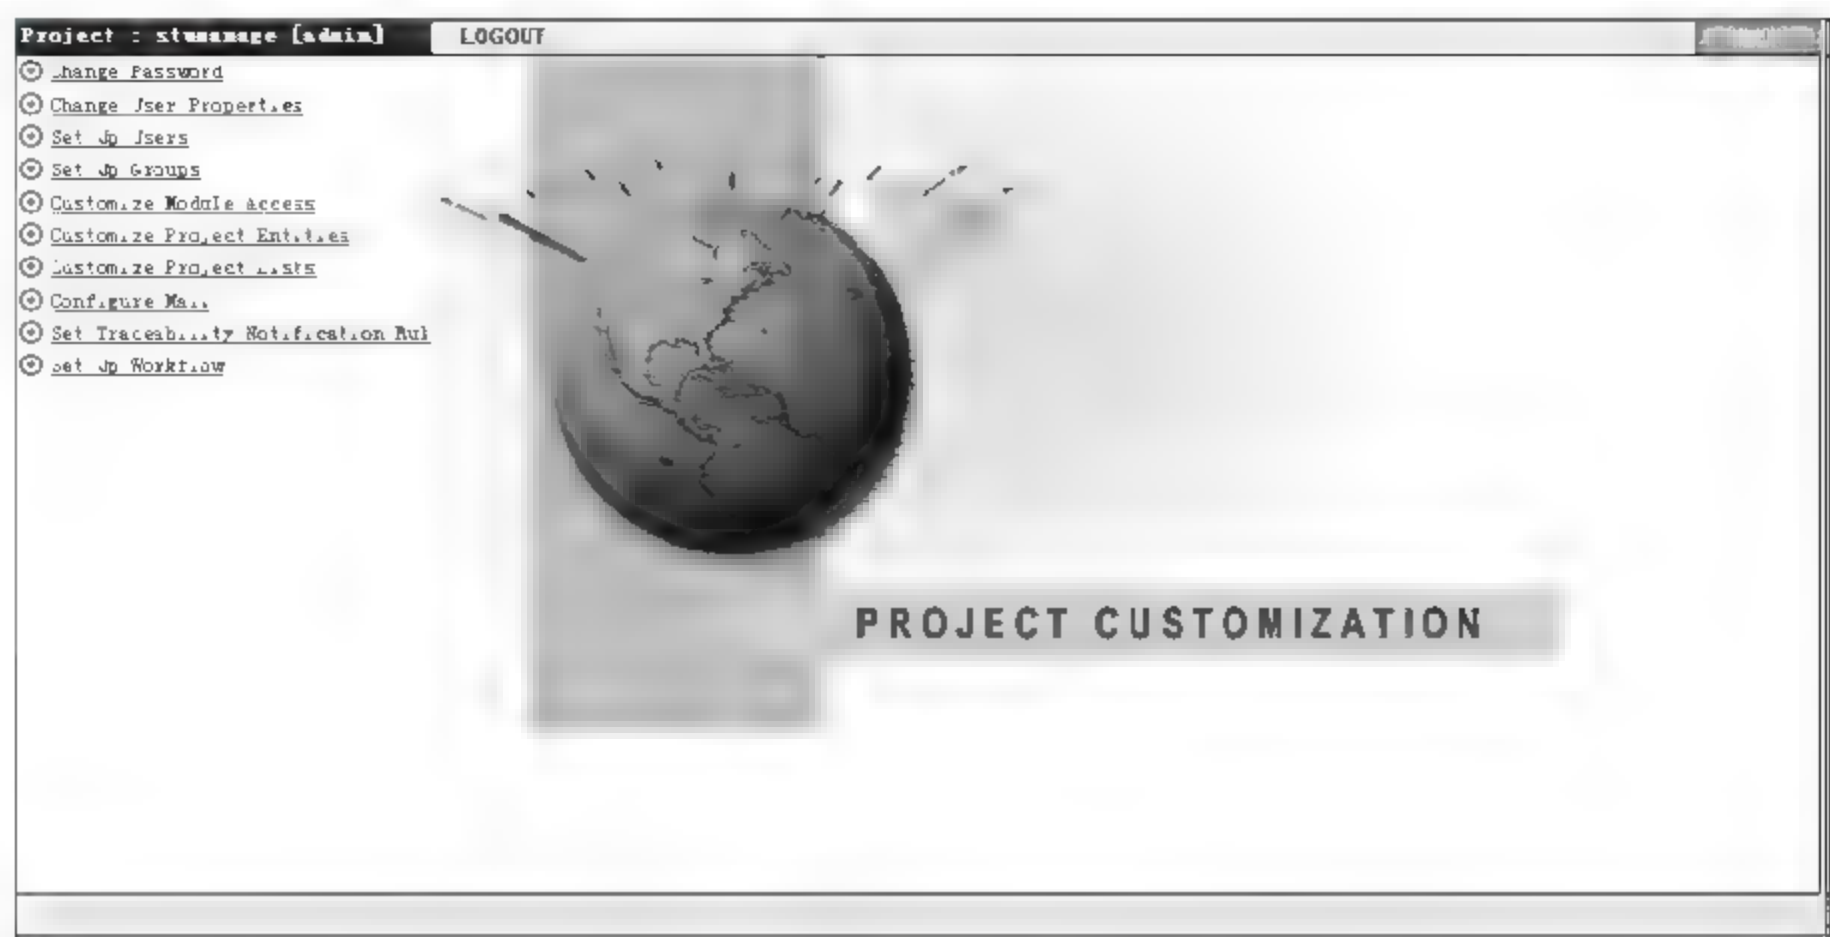 Project : stumanage [admin] LOGOUT
Change Password
Change User Properties
Set Up Users
Set Up Groups
Customize Module Access
Customize Project Entities
Customize Project Lists
Configure Mail
Set Traceability Notification Rul
Set Up Workflow
PROJECT CUSTOMIZATION